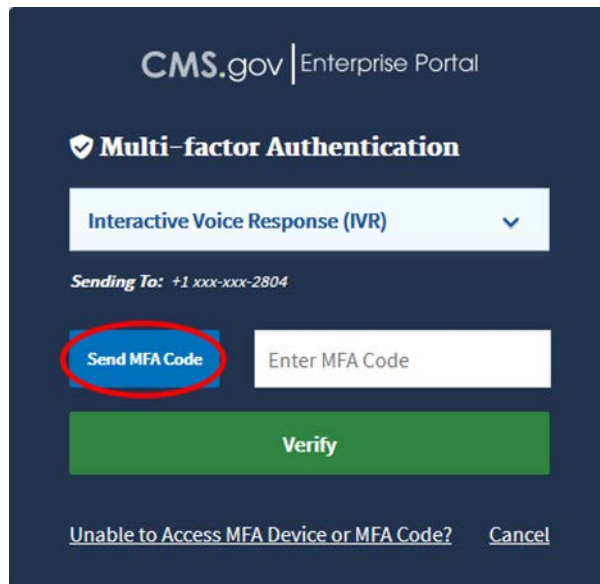 CMS.gov Enterprise Portal
Multi-factor Authentication
Interactive Voice Response (IVR)
Sending To: +1 xxx-xxx-2804
Send MFA Code Enter MFA Code
Verify
Unable to Access MFA Device or MFA Code? Cancel